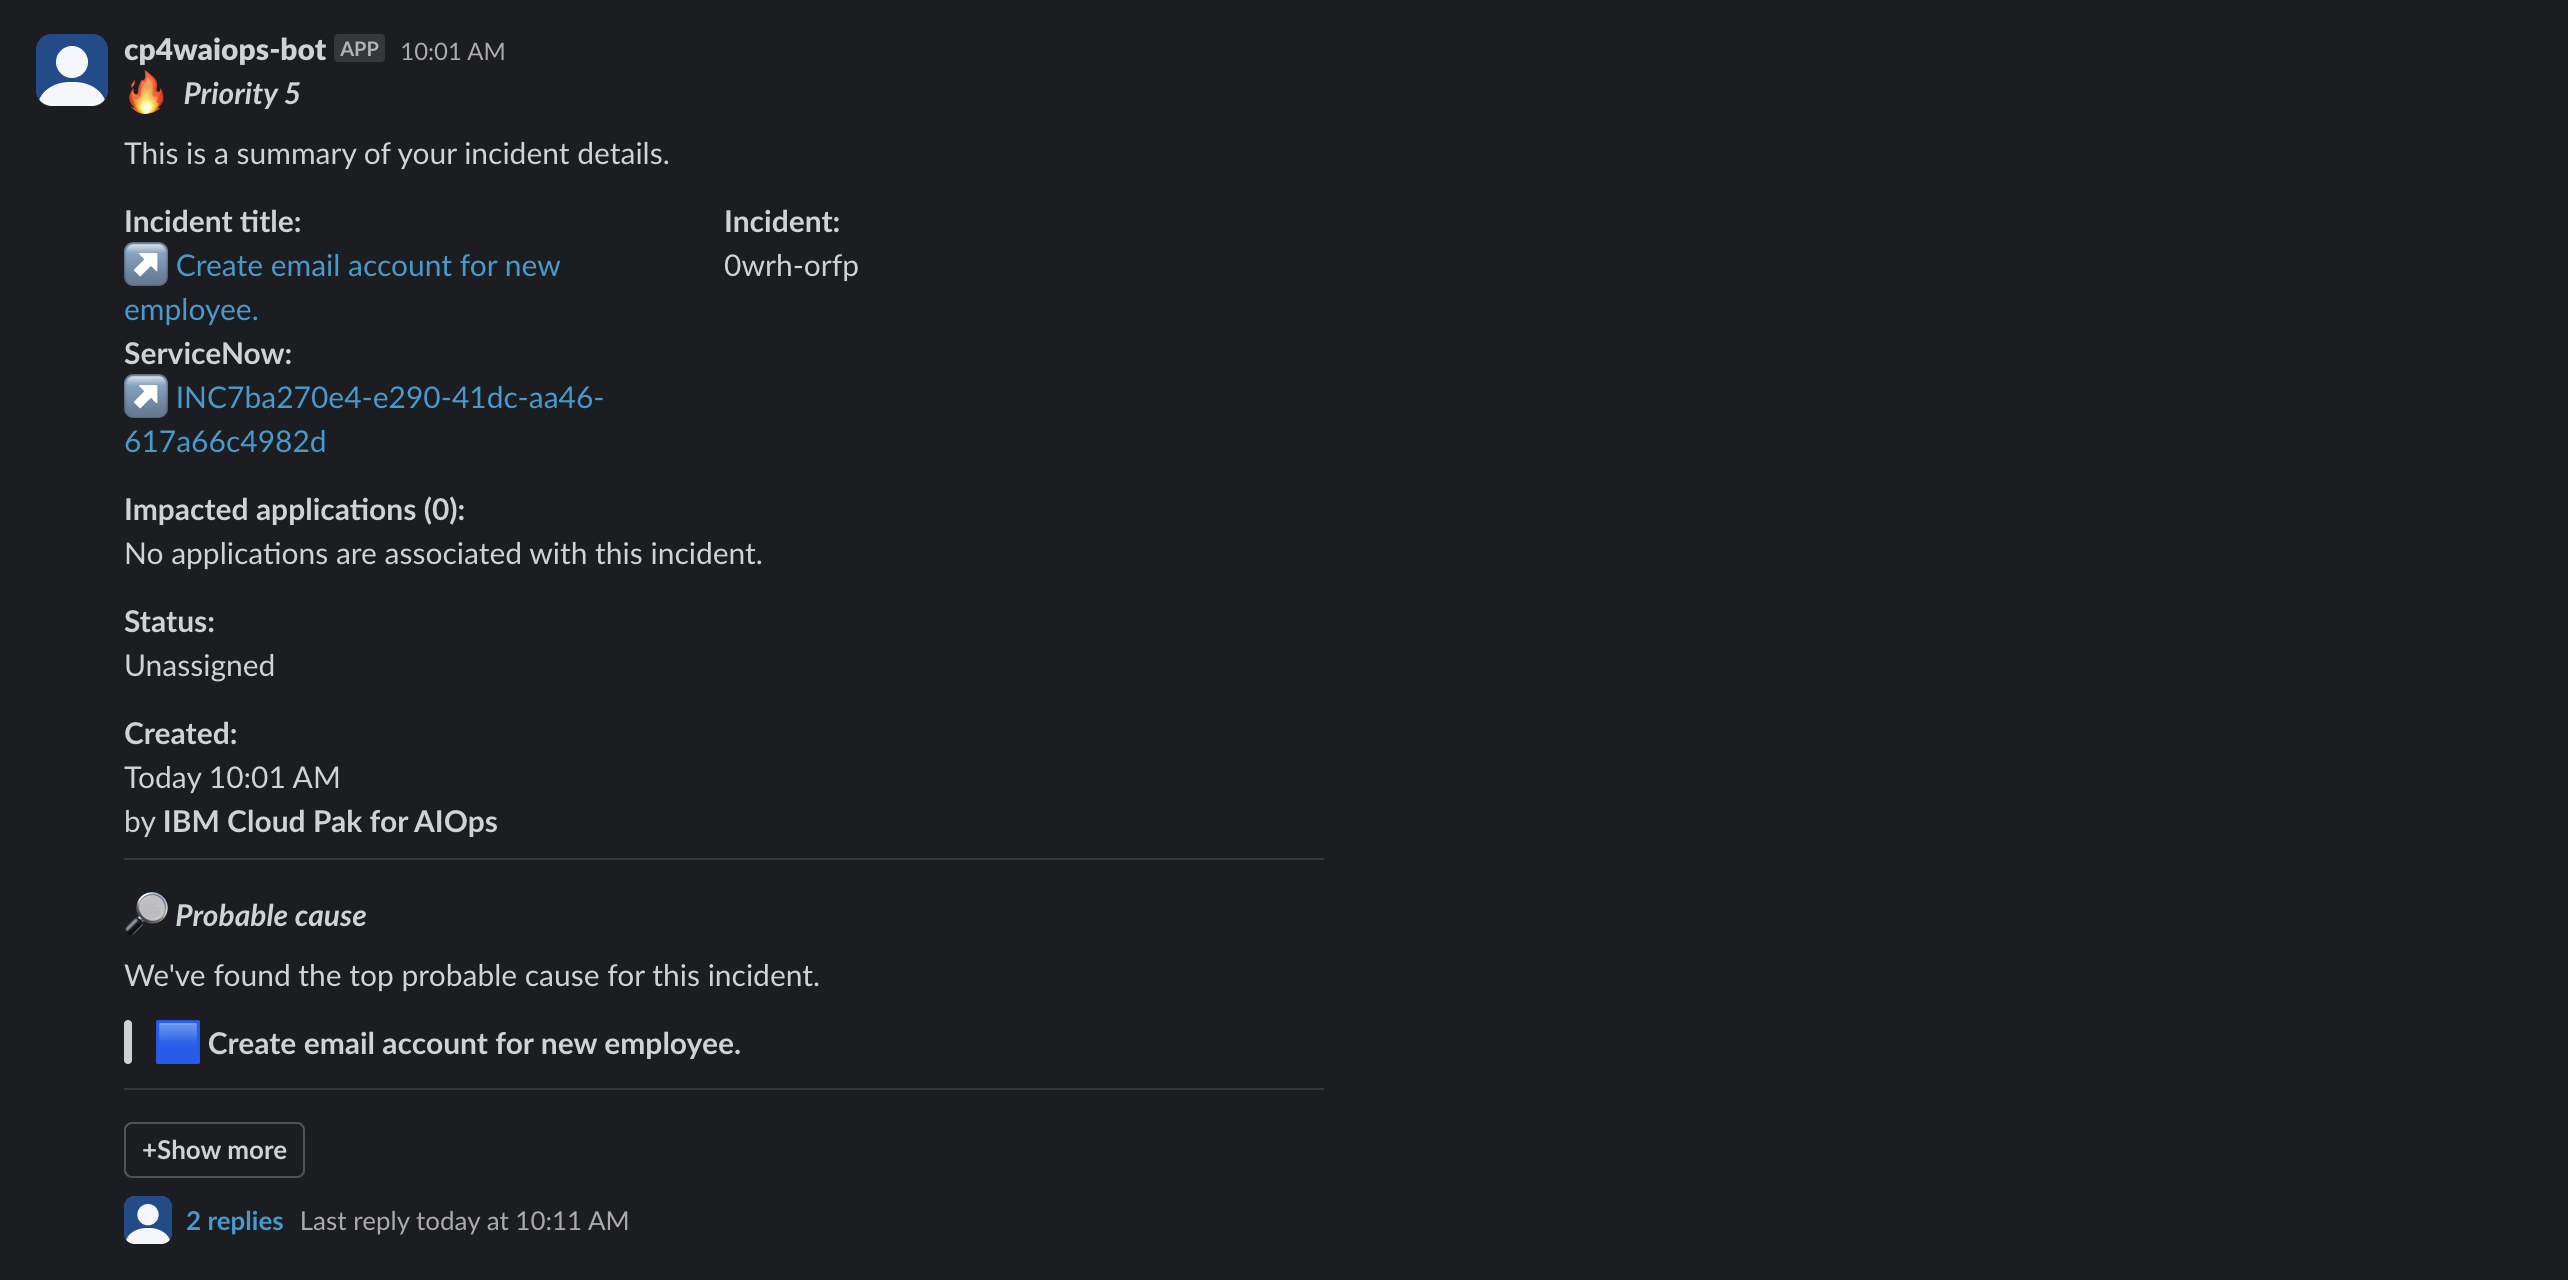 cp4waiops-bot APP 10:01 AM
Priority 5
This is a summary of your incident details.
Incident title:
Create email account for new
employee.
Incident:
0wrh-orfp
ServiceNow:
INC7ba270e4-e290-41dc-aa46-
617a66c4982d
Impacted applications (0):
No applications are associated with this incident.
Status:
Unassigned
Created:
Today 10:01 AM
by IBM Cloud Pak for AIOps
Probable cause
We've found the top probable cause for this incident.
Create email account for new employee.
+Show more
2 replies Last reply today at 10:11 AM